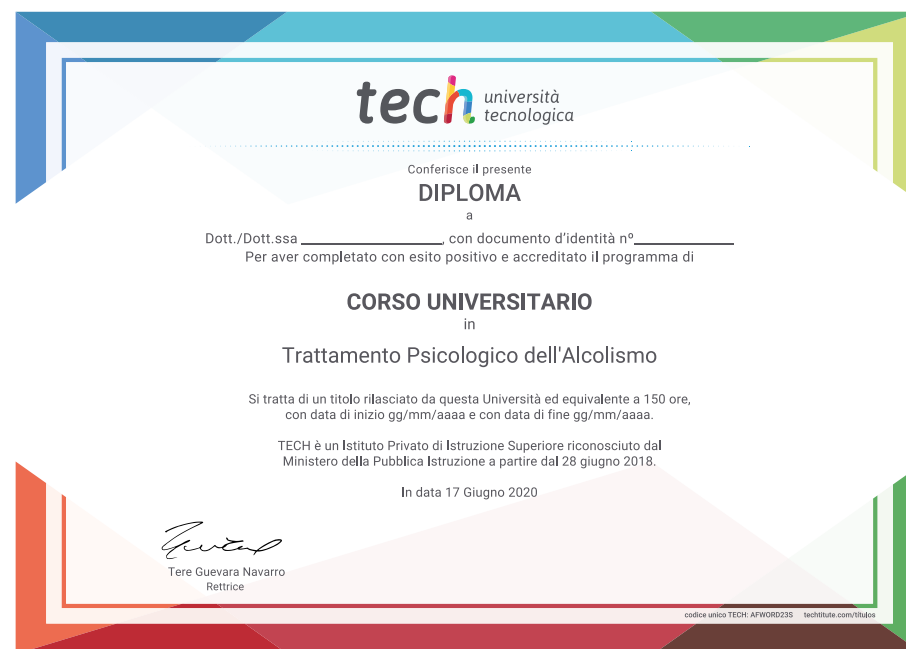 tech università
tecnologica
Conferisce il presente
DIPLOMA
a
Dott./Dott.ssa ____________________, con documento d'identità nº______________
Per aver completato con esito positivo e accreditato il programma di
CORSO UNIVERSITARIO
in
Trattamento Psicologico dell'Alcolismo
Si tratta di un titolo rilasciato da questa Università ed equivalente a 150 ore,
con data di inizio gg/mm/aaaa e con data di fine gg/mm/aaaa.
TECH è un Istituto Privato di Istruzione Superiore riconosciuto dal
Ministero della Pubblica Istruzione a partire dal 28 giugno 2018.
In data 17 Giugno 2020
Tere Guevara Navarro
Rettrice
codice unico TECH: AFWORD23S techtitute.com/titulos